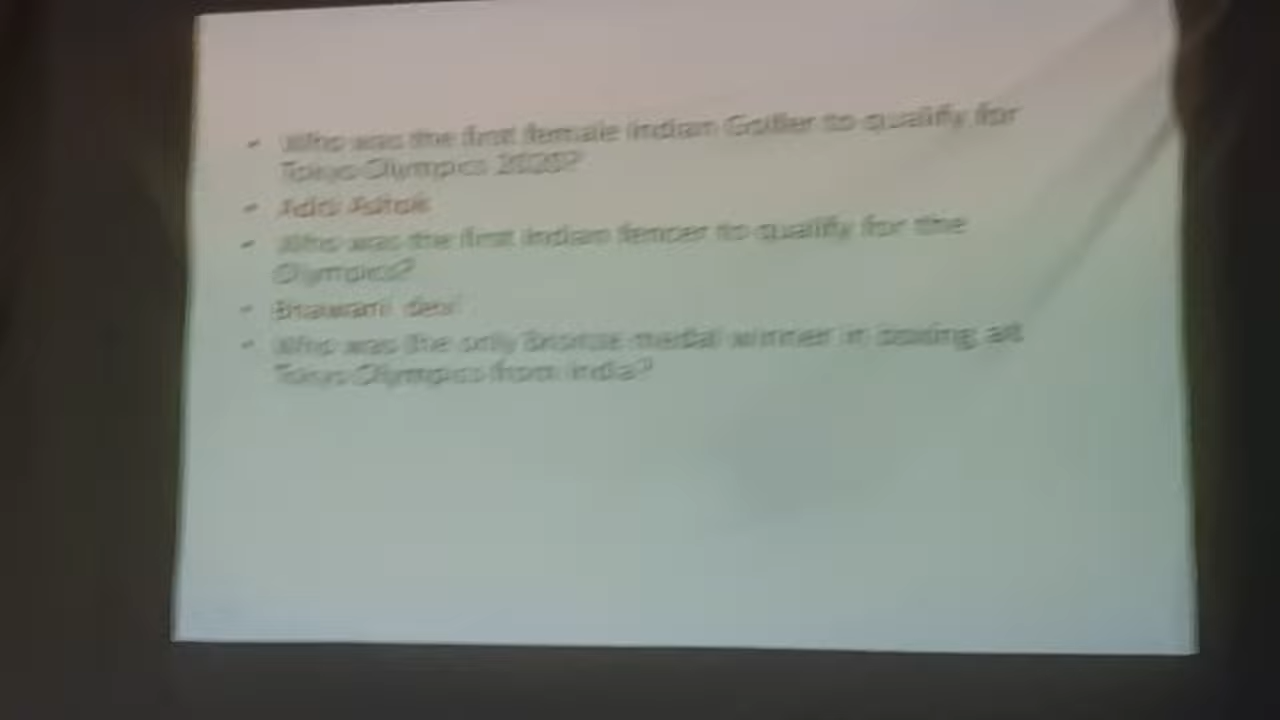 • Who was the first female Indian Golfer to qualify for
Tokyo Olympics 2020?
• Aditi Ashok
• Who was the first Indian fencer to qualify for the
Olympics?
• Bhawani devi
• Who was the only Bronze medal winner in boxing at
Tokyo Olympics from India?